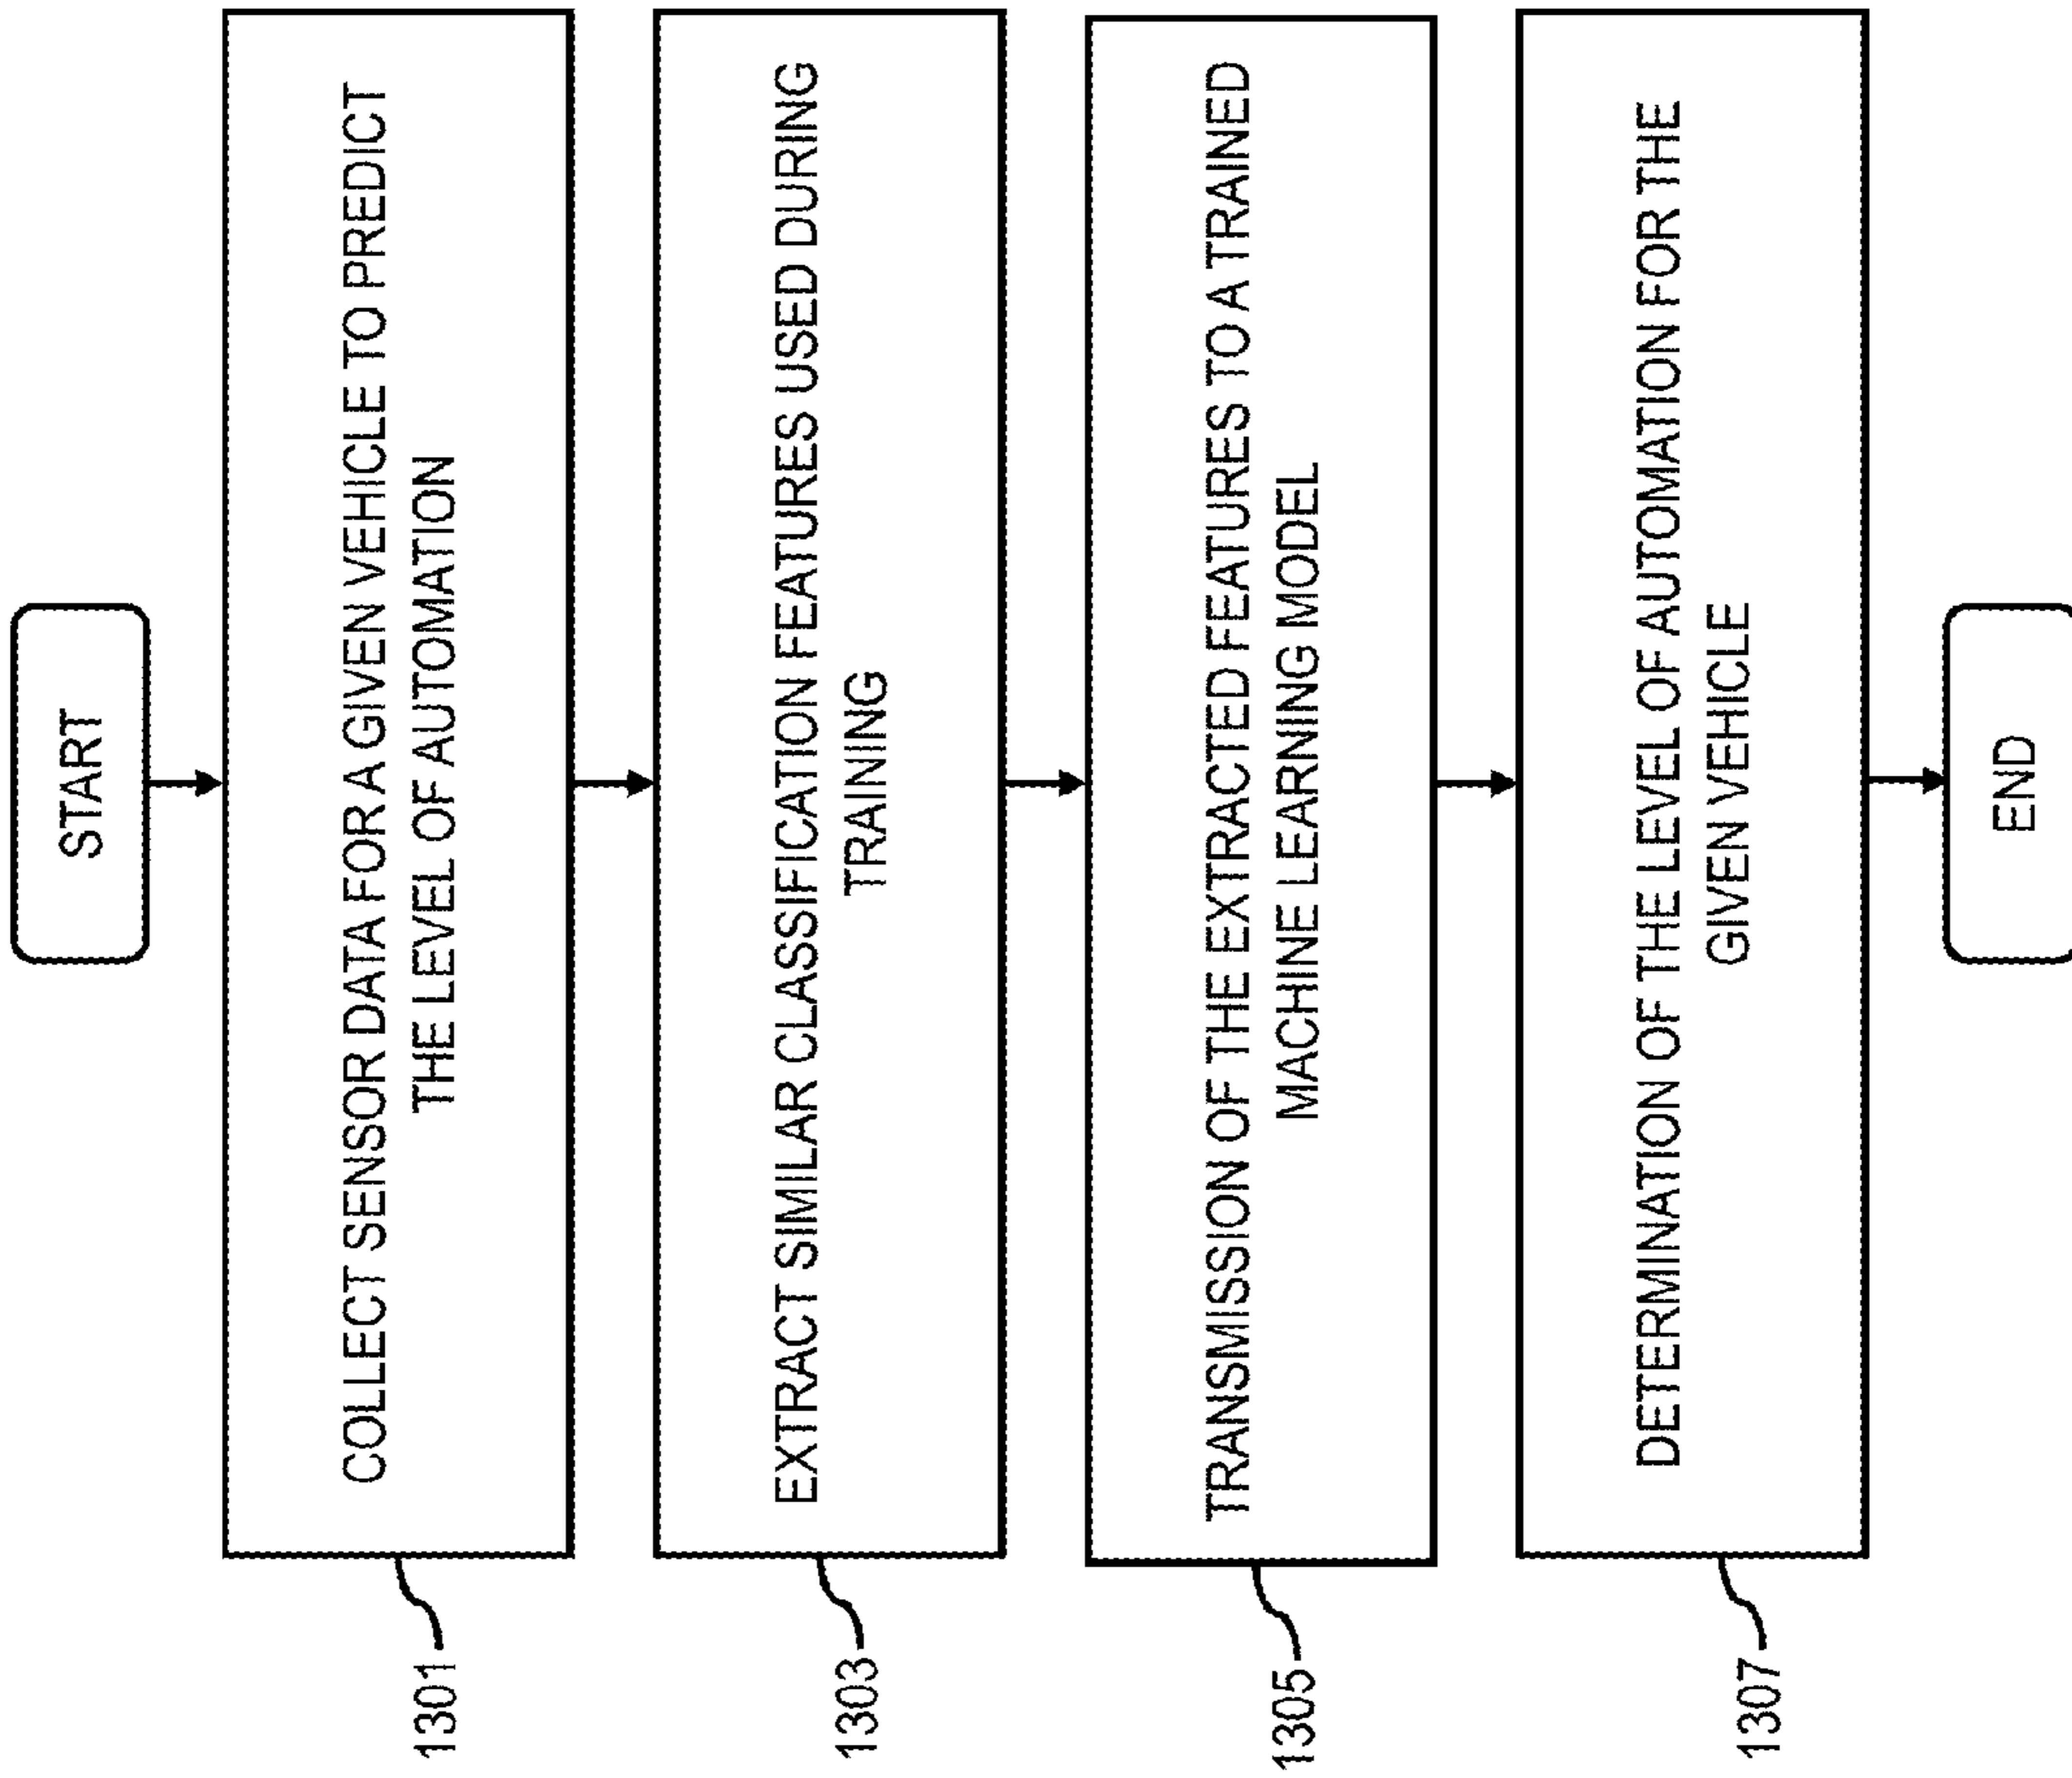 START
1301
COLLECT SENSOR DATA FOR A GIVEN VEHICLE TO PREDICT
THE LEVEL OF AUTOMATION
1303
EXTRACT SIMILAR CLASSIFICATION FEATURES USED DURING
TRAINING
1305
TRANSMISSION OF THE EXTRACTED FEATURES TO A TRAINED
MACHINE LEARNING MODEL
1307
DETERMINATION OF THE LEVEL OF AUTOMATION FOR THE
GIVEN VEHICLE
END